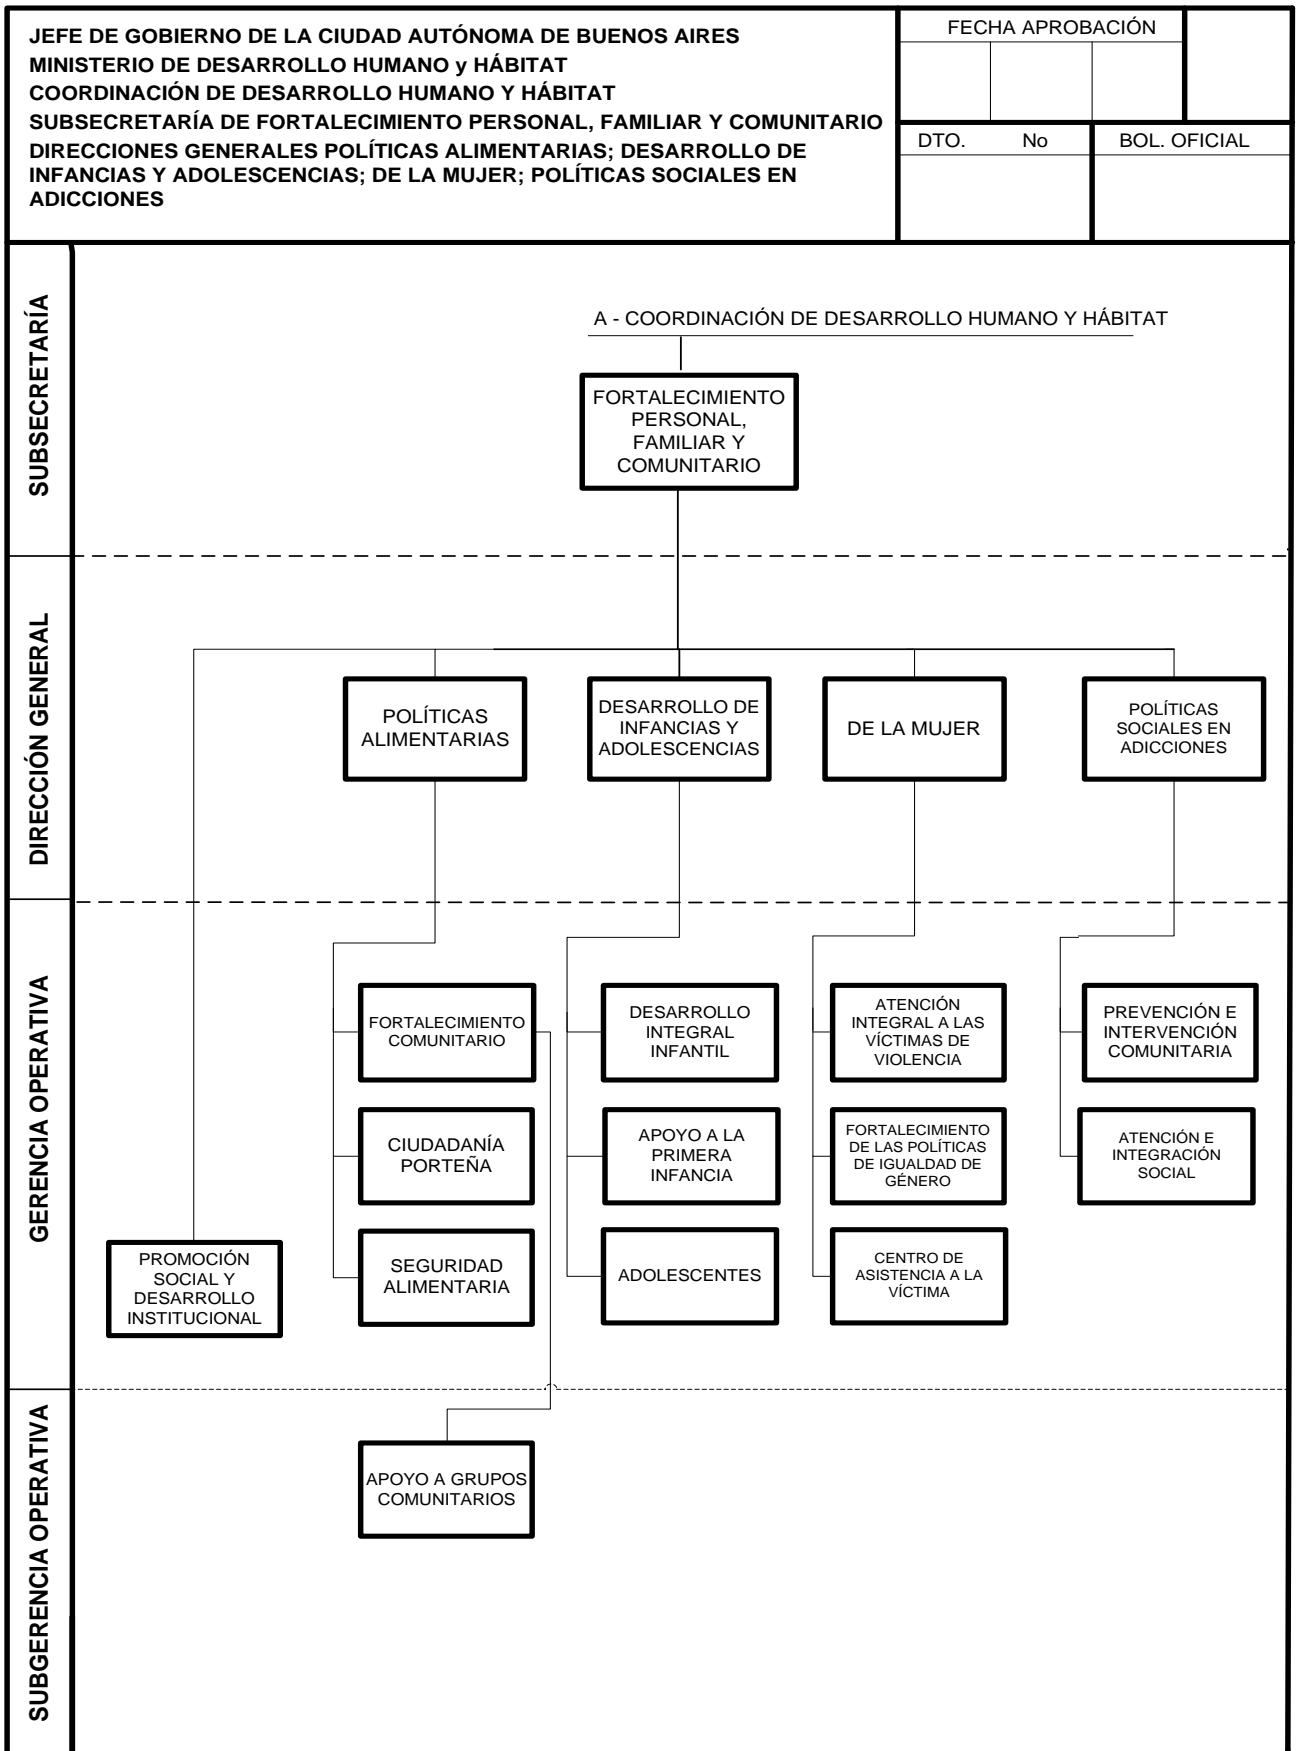 JEFE DE GOBIERNO DE LA CIUDAD AUTÓNOMA DE BUENOS AIRES
MINISTERIO DE DESARROLLO HUMANO y HÁBITAT
COORDINACIÓN DE DESARROLLO HUMANO Y HÁBITAT
SUBSECRETARÍA DE FORTALECIMIENTO PERSONAL, FAMILIAR Y COMUNITARIO
DIRECCIONES GENERALES POLÍTICAS ALIMENTARIAS; DESARROLLO DE
INFANCIAS Y ADOLESCENCIAS; DE LA MUJER; POLÍTICAS SOCIALES EN
ADICCIONES
FECHA APROBACIÓN
DTO. No
BOL. OFICIAL
SUBSECRETARÍA
A - COORDINACIÓN DE DESARROLLO HUMANO Y HÁBITAT
FORTALECIMIENTO
PERSONAL,
FAMILIAR Y
COMUNITARIO
DIRECCIÓN GENERAL
POLÍTICAS
ALIMENTARIAS
DESARROLLO DE
INFANCIAS Y
ADOLESCENCIAS
DE LA MUJER
POLÍTICAS
SOCIALES EN
ADICCIONES
GERENCIA OPERATIVA
PROMOCIÓN
SOCIAL Y
DESARROLLO
INSTITUCIONAL
FORTALECIMIENTO
COMUNITARIO
CIUDADANÍA
PORTEÑA
SEGURIDAD
ALIMENTARIA
DESARROLLO
INTEGRAL
INFANTIL
APOYO A LA
PRIMERA
INFANCIA
ADOLESCENTES
ATENCIÓN
INTEGRAL A LAS
VÍCTIMAS DE
VIOLENCIA
FORTALECIMIENTO
DE LAS POLÍTICAS
DE IGUALDAD DE
GÉNERO
CENTRO DE
ASISTENCIA A LA
VÍCTIMA
PREVENCIÓN E
INTERVENCIÓN
COMUNITARIA
ATENCIÓN E
INTEGRACIÓN
SOCIAL
SUBGERENCIA OPERATIVA
APOYO A GRUPOS
COMUNITARIOS